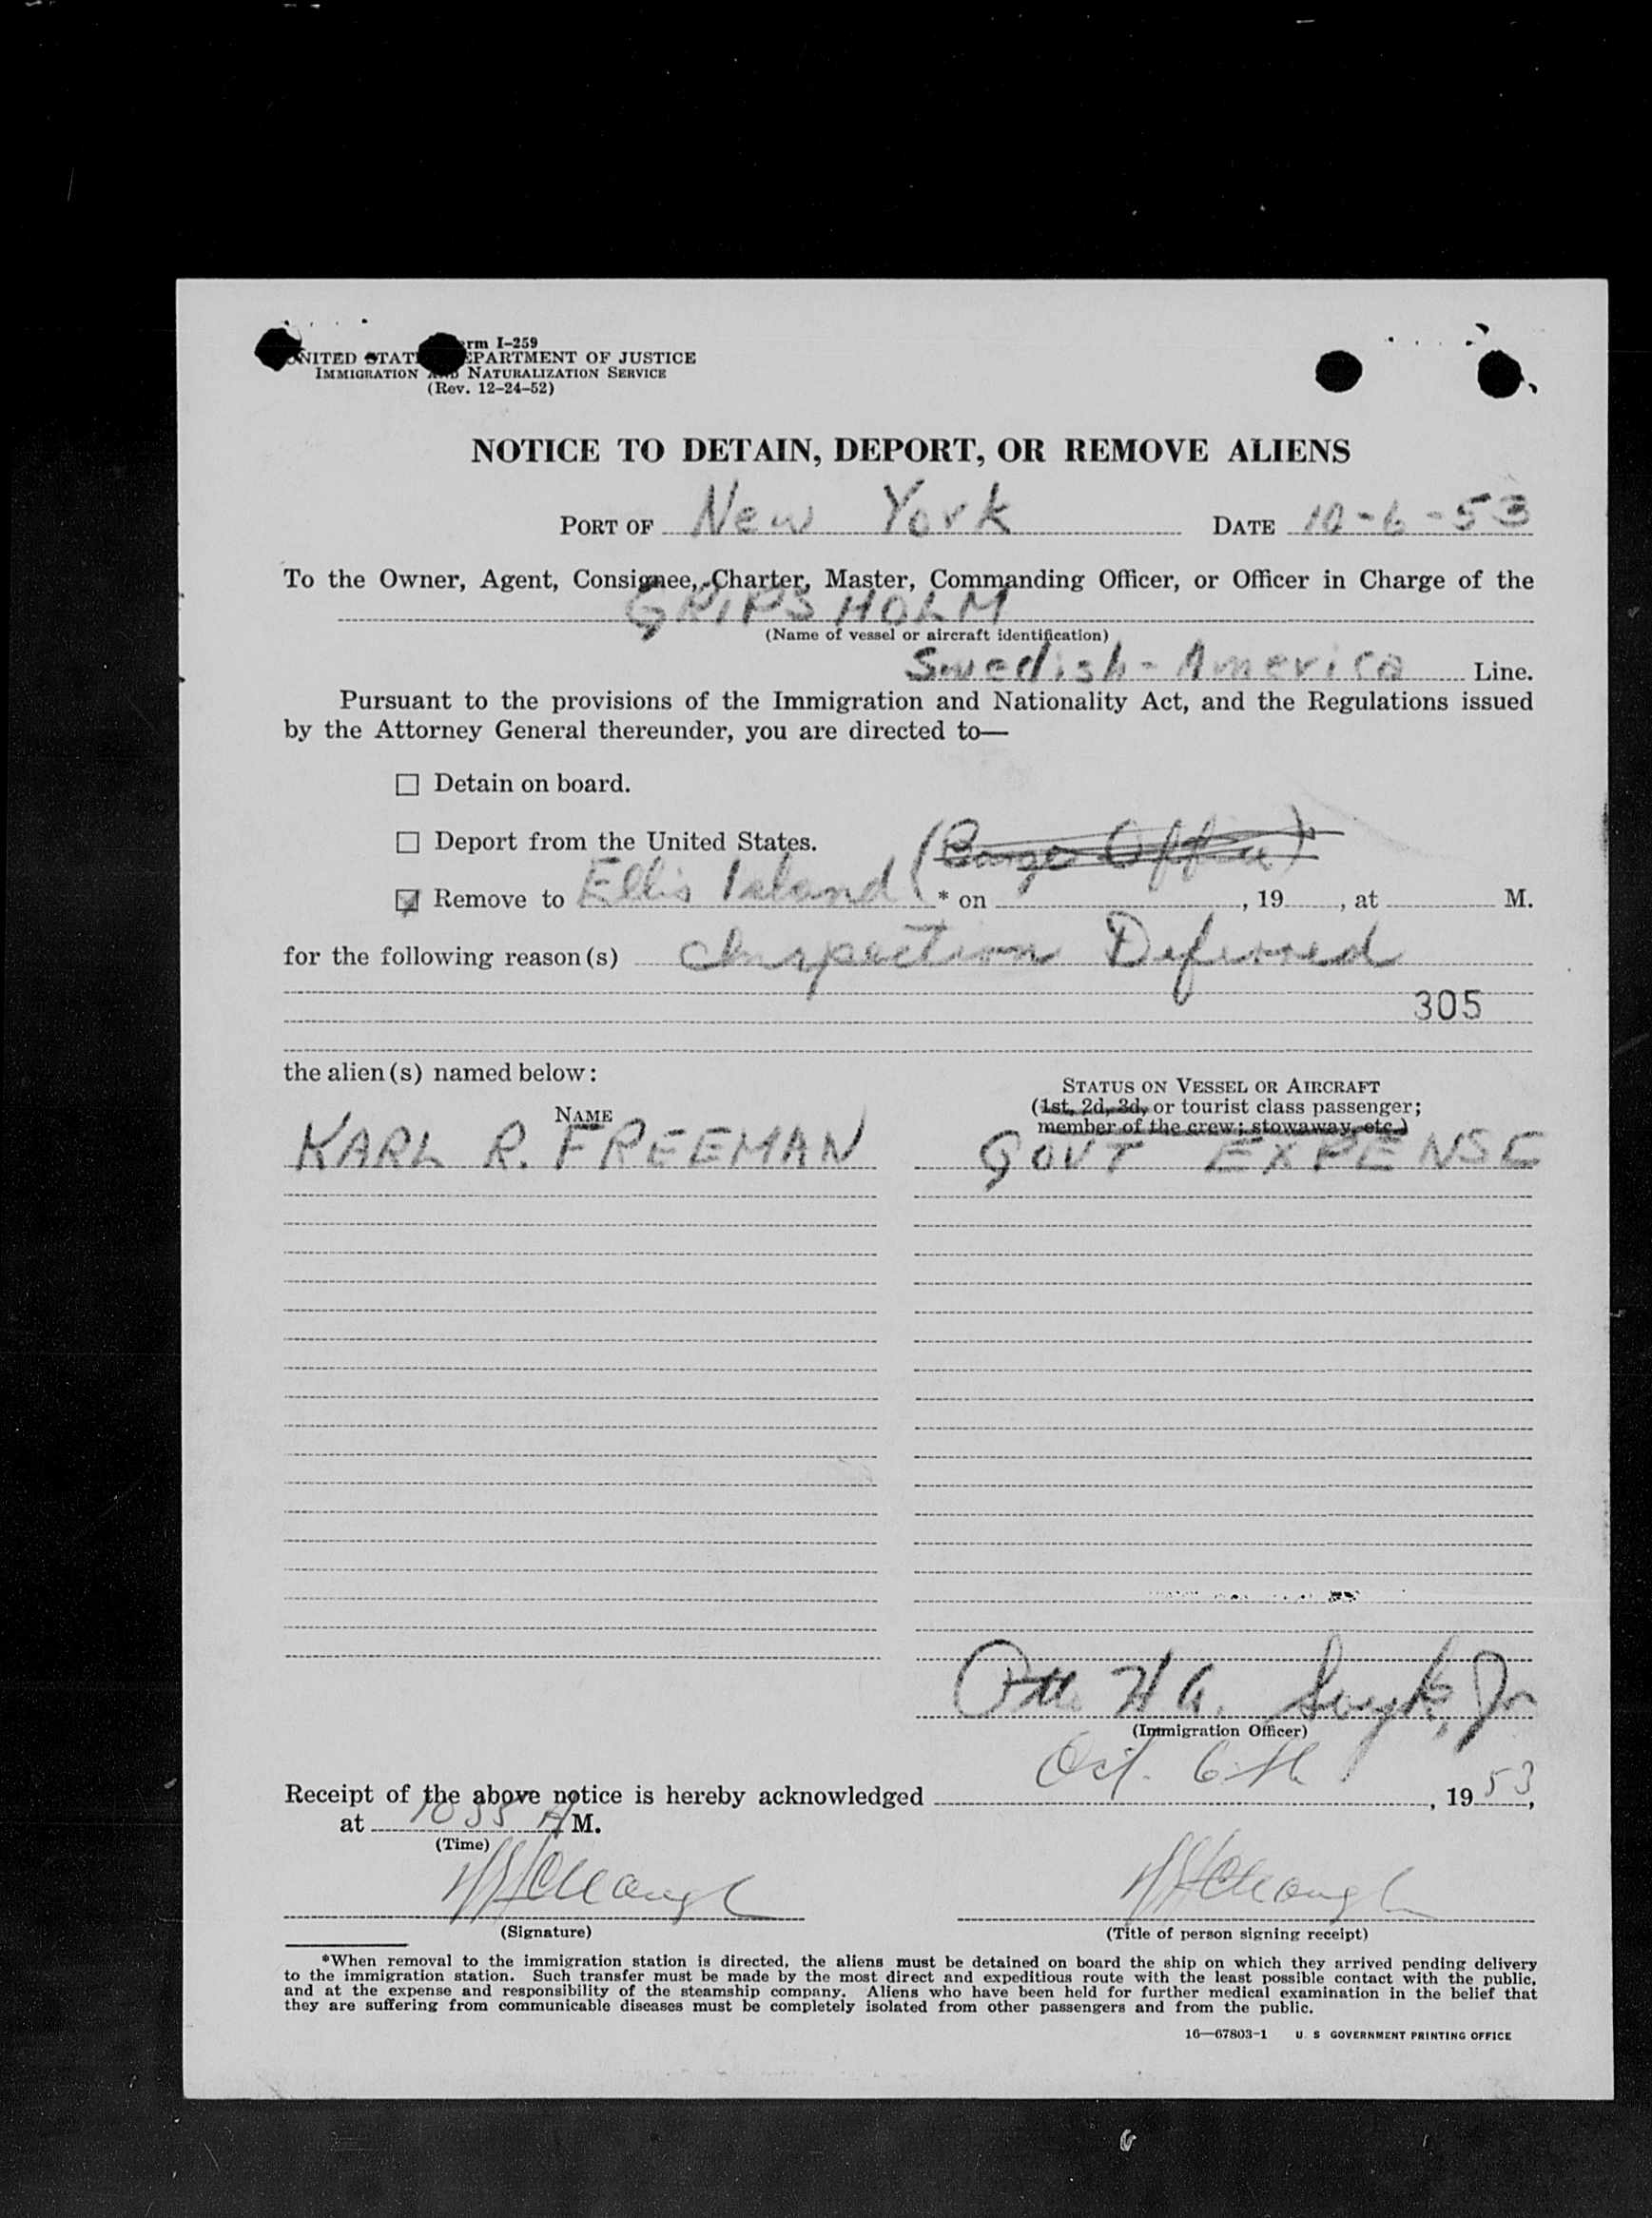 Form I-259
UNITED STATES DEPARTMENT OF JUSTICE
IMMIGRATION AND NATURALIZATION SERVICE
(Rev. 12-24-52)
NOTICE TO DETAIN, DEPORT, OR REMOVE ALIENS
PORT OF New York DATE 10-6-53
To the Owner, Agent, Consignee, Charter, Master, Commanding Officer, or Officer in Charge of the
GRIPSHOLM
(Name of vessel or aircraft identification)
Swedish-America Line.
Pursuant to the provisions of the Immigration and Nationality Act, and the Regulations issued
by the Attorney General thereunder, you are directed to—
Detain on board.
Deport from the United States.
(Barge Office)
Remove to Ellis Island * on , 19 , at M.
for the following reason(s) Inspection Deferred
305
the alien(s) named below:
STATUS ON VESSEL OR AIRCRAFT
NAME
(1st, 2d, 3d, or tourist class passenger;
member of the crew; stowaway, etc.)
KARL R. FREEMAN GOVT EXPENSE
Otto H A. Jr
(Immigration Officer)
Receipt of the above notice is hereby acknowledged Oct. 6th , 1953,
at 1035 A M.
(Time)
(Signature) (Title of person signing receipt)
*When removal to the immigration station is directed, the aliens must be detained on board the ship on which they arrived pending delivery
to the immigration station. Such transfer must be made by the most direct and expeditious route with the least possible contact with the public,
and at the expense and responsibility of the steamship company. Aliens who have been held for further medical examination in the belief that
they are suffering from communicable diseases must be completely isolated from other passengers and from the public.
16—67803-1 U. S. GOVERNMENT PRINTING OFFICE